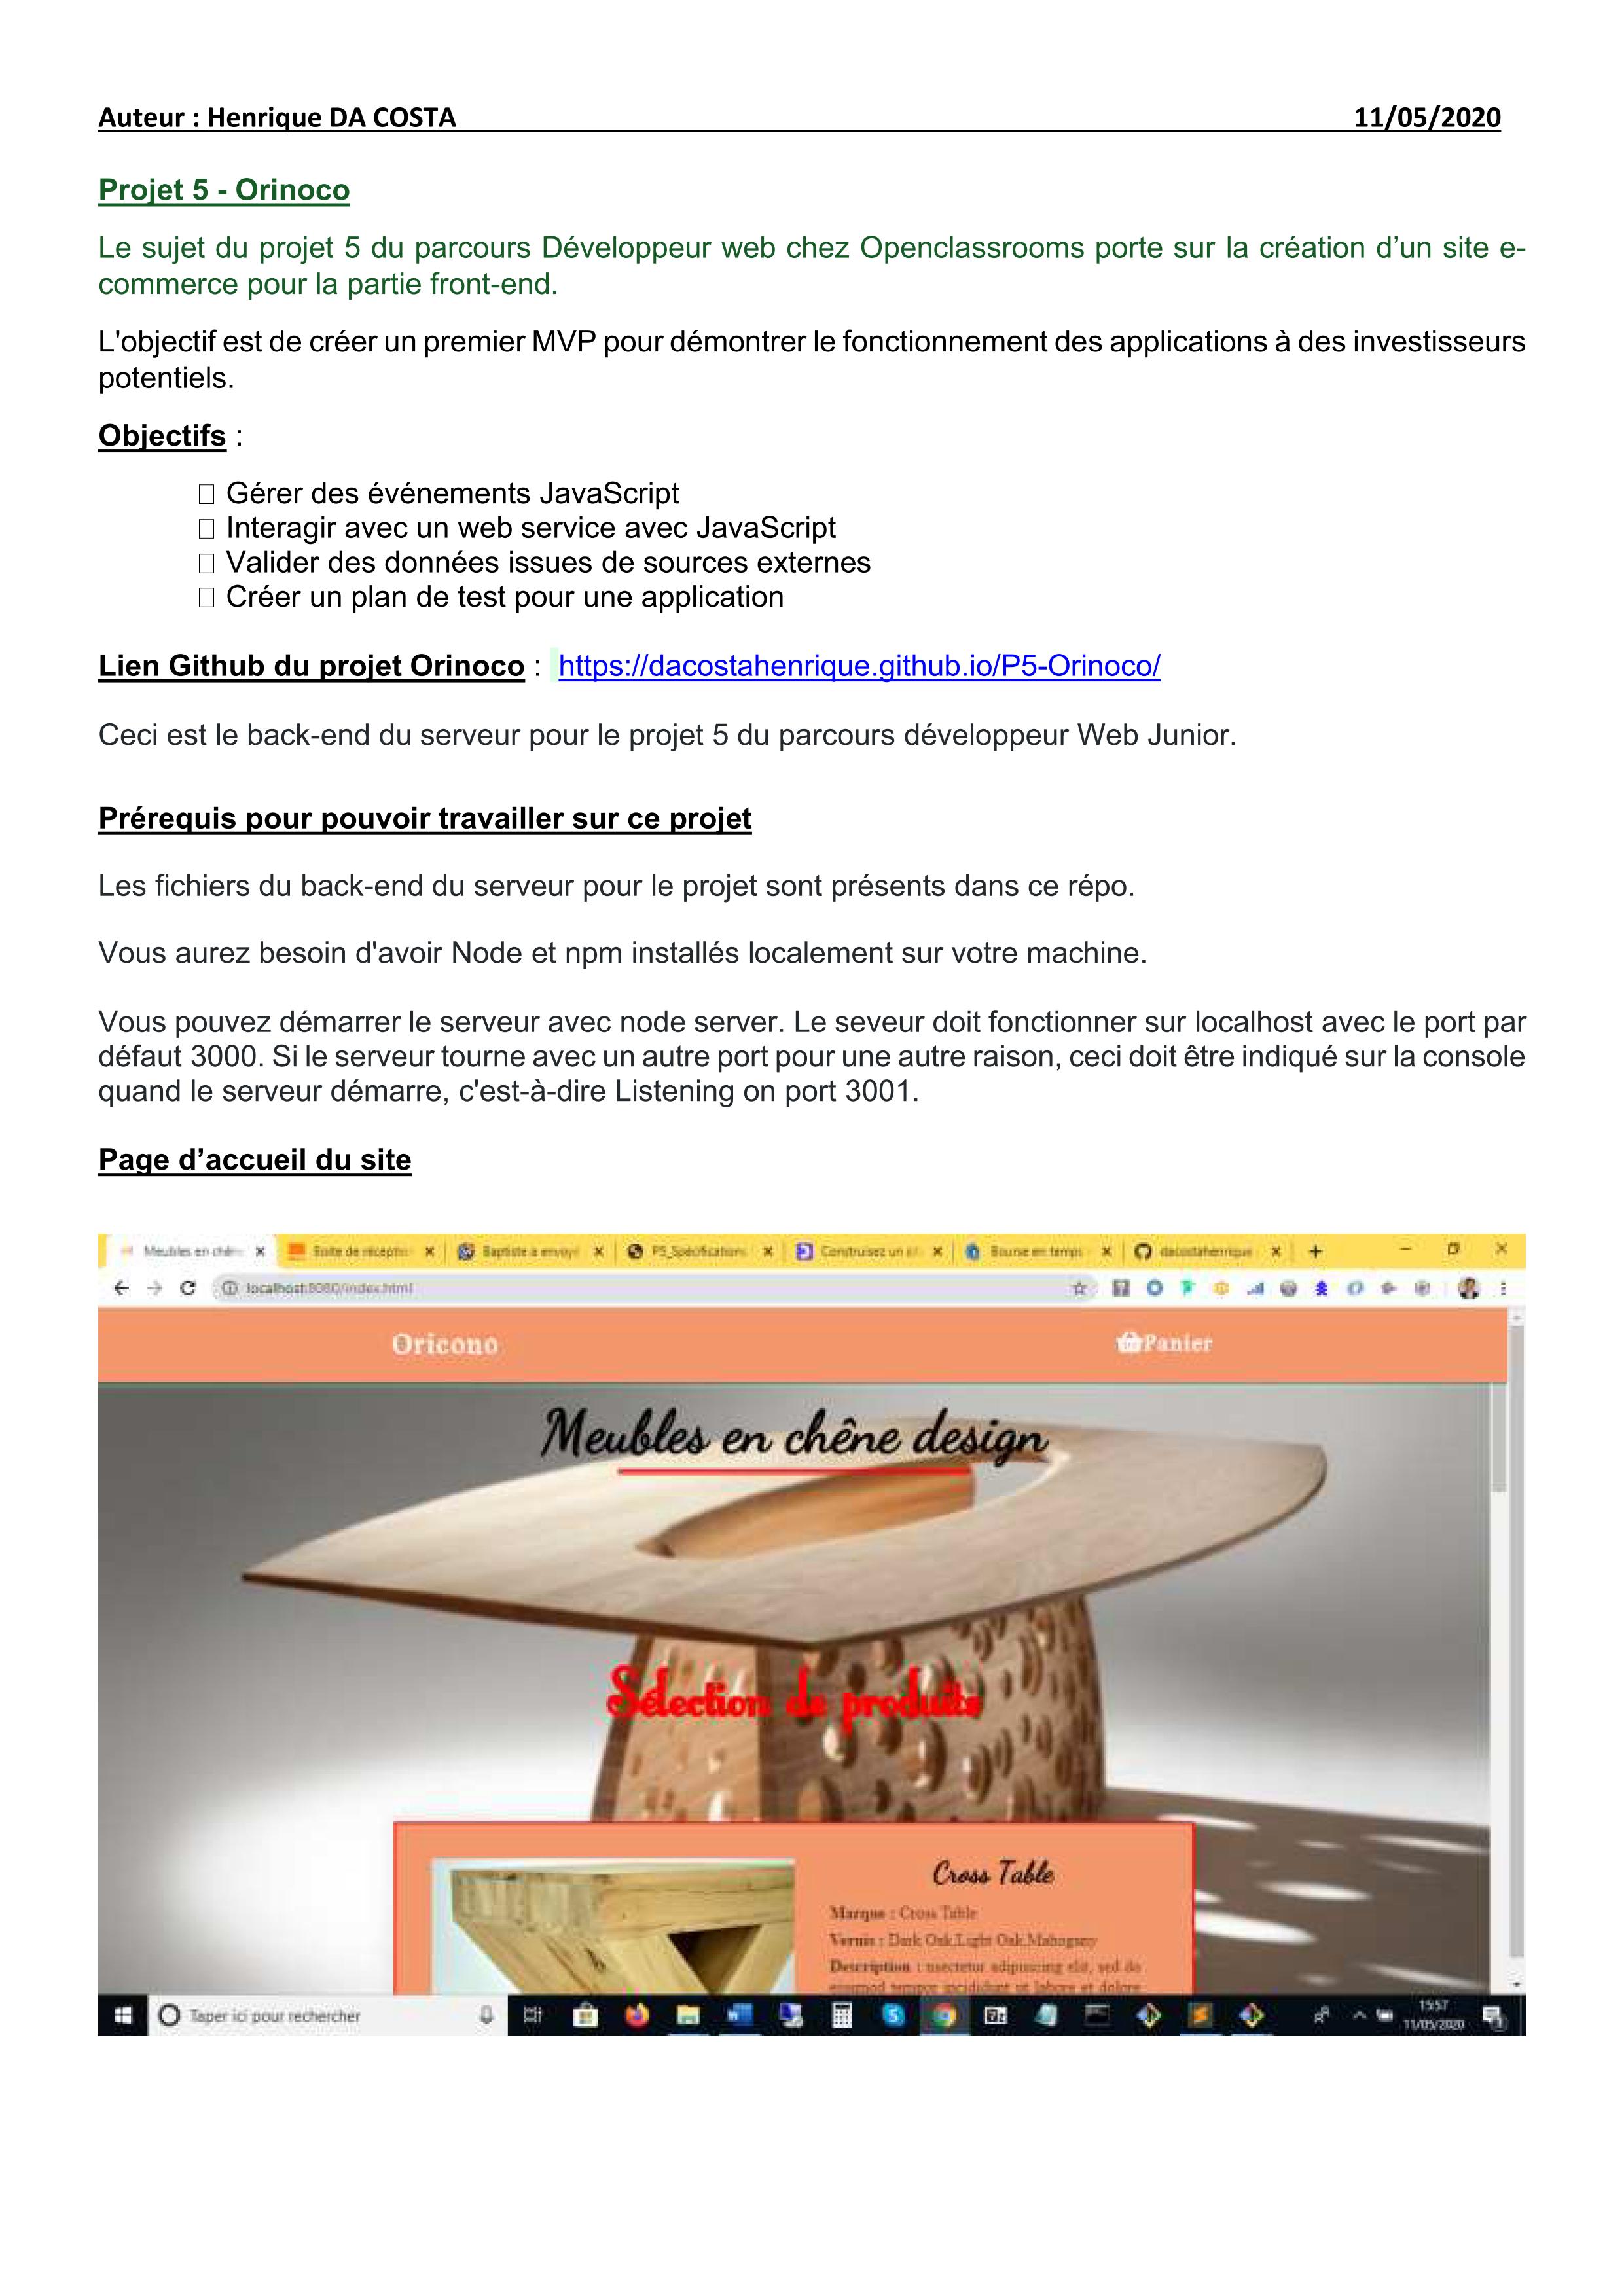 Auteur : Henrique DA COSTA 11/05/2020
Projet 5 - Orinoco
Le sujet du projet 5 du parcours Développeur web chez Openclassrooms porte sur la création d’un site e-
commerce pour la partie front-end.
L'objectif est de créer un premier MVP pour démontrer le fonctionnement des applications à des investisseurs
potentiels.
Objectifs :
Gérer des événements JavaScript
Interagir avec un web service avec JavaScript
Valider des données issues de sources externes
Créer un plan de test pour une application
Lien Github du projet Orinoco : https://dacostahenrique.github.io/P5-Orinoco/
Ceci est le back-end du serveur pour le projet 5 du parcours développeur Web Junior.
Prérequis pour pouvoir travailler sur ce projet
Les fichiers du back-end du serveur pour le projet sont présents dans ce répo.
Vous aurez besoin d'avoir Node et npm installés localement sur votre machine.
Vous pouvez démarrer le serveur avec node server. Le seveur doit fonctionner sur localhost avec le port par
défaut 3000. Si le serveur tourne avec un autre port pour une autre raison, ceci doit être indiqué sur la console
quand le serveur démarre, c'est-à-dire Listening on port 3001.
Page d’accueil du site
Meubles en chên Boite de réceptio Baptiste a envoyé P5_Spécifications Construisez un si Bourse en temps dacostahenrique
localhost:8080/index.html
Oricono Panier
Meubles en chêne design
Sélection de produits
Cross Table
Marque : Cross Table
Vernis : Dark Oak,Light Oak,Mahogany
Description : nsectetur adipiscing elit, sed do
eiusmod tempor incididunt ut labore et dolore
Taper ici pour rechercher
15:57
11/05/2020